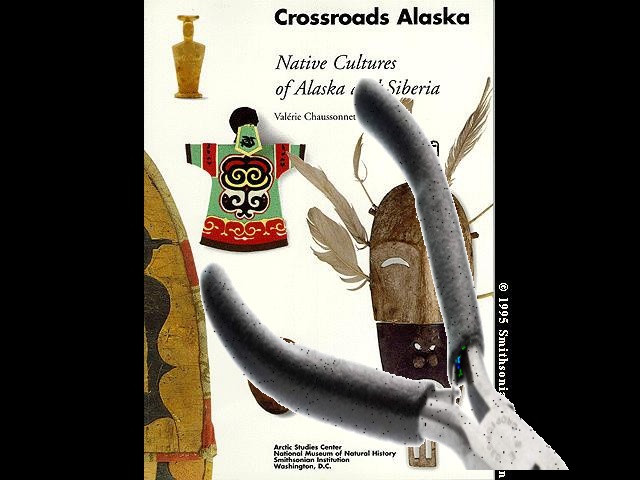 Crossroads Alaska
Native Cultures
of Alaska Siberia
Valérie Chaussonnet
Arctic Studies Center
National Museum of Natural History
Smithsonian Institution
Washington, D.C.
© 1995